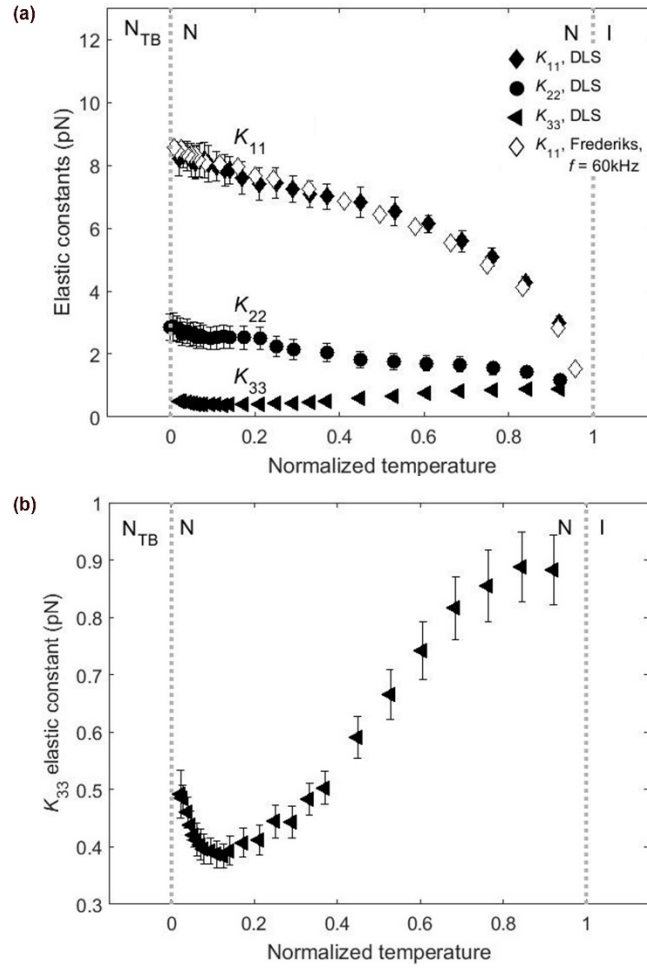 (a)
N_TB N N I
12
10
8
6
4
2
0
Elastic constants (pN)
K₁₁, DLS
K₂₂, DLS
K₃₃, DLS
K₁₁, Frederiks,
f = 60kHz
K₁₁
K₂₂
K₃₃
0 0.2 0.4 0.6 0.8 1
Normalized temperature
(b)
N_TB N N I
1
0.9
0.8
0.7
0.6
0.5
0.4
0.3
K₃₃ elastic constant (pN)
0 0.2 0.4 0.6 0.8 1
Normalized temperature